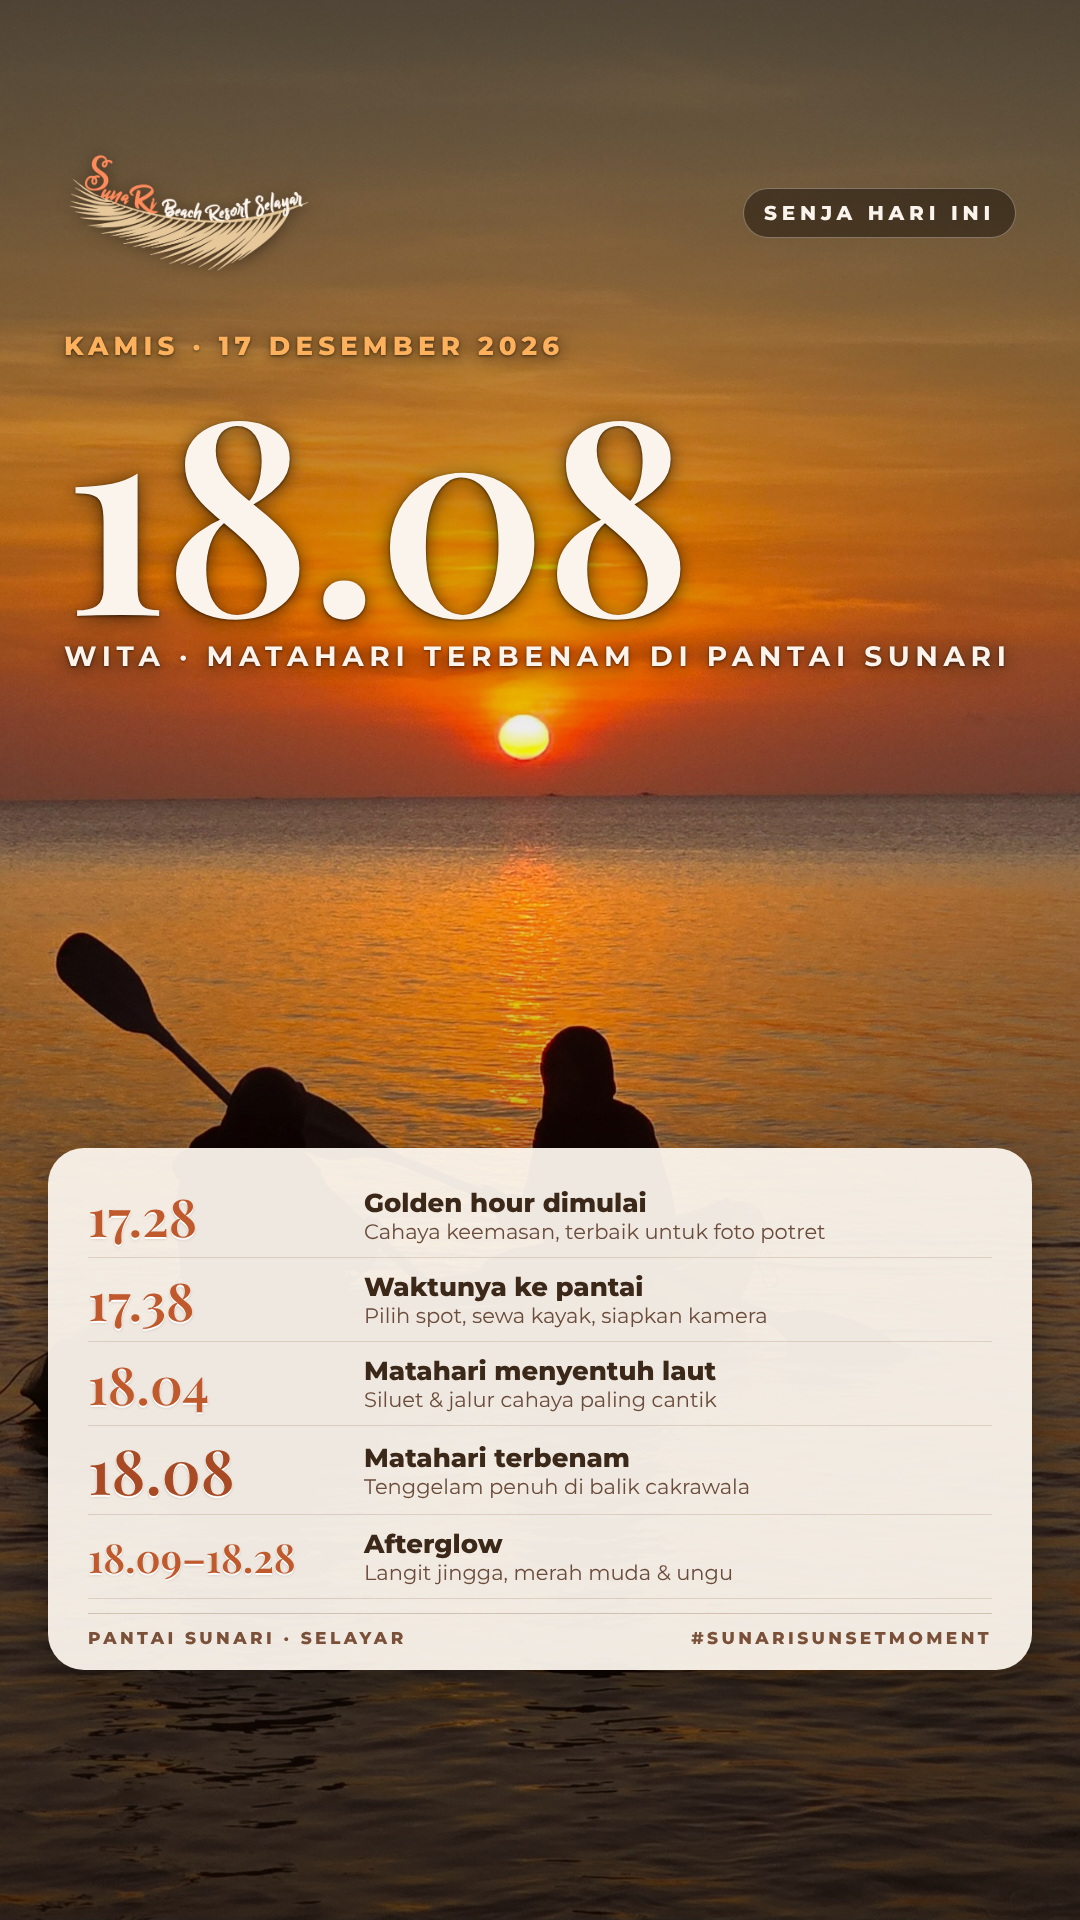 SunaRi Beach Resort Selayar
SENJA HARI INI
KAMIS · 17 DESEMBER 2026
18.08
WITA · MATAHARI TERBENAM DI PANTAI SUNARI
17.28
Golden hour dimulai
Cahaya keemasan, terbaik untuk foto potret
17.38
Waktunya ke pantai
Pilih spot, sewa kayak, siapkan kamera
18.04
Matahari menyentuh laut
Siluet & jalur cahaya paling cantik
18.08
Matahari terbenam
Tenggelam penuh di balik cakrawala
18.09–18.28
Afterglow
Langit jingga, merah muda & ungu
PANTAI SUNARI · SELAYAR
#SUNARISUNSETMOMENT